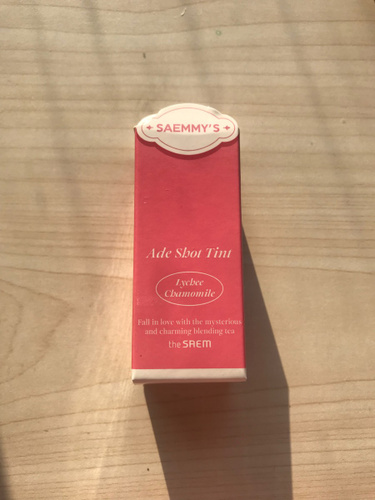 SAEMMY'S
Ade Shot Tint
Lychee
Chamomile
Fall in love with the mysterious
and charming blending tea
the SAEM